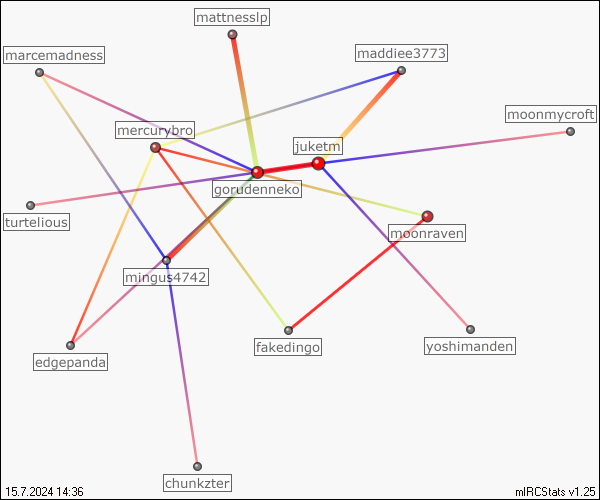 mattnesslp
maddiee3773
marcemadness
moonmycroft
mercurybro
juketm
gorddenneko
turtelious
moonraven
mingus4742
fakedingo
yoshimanden
edgepanda
chunkzter
15.7.2024 14:36
mIRCStats v1.25